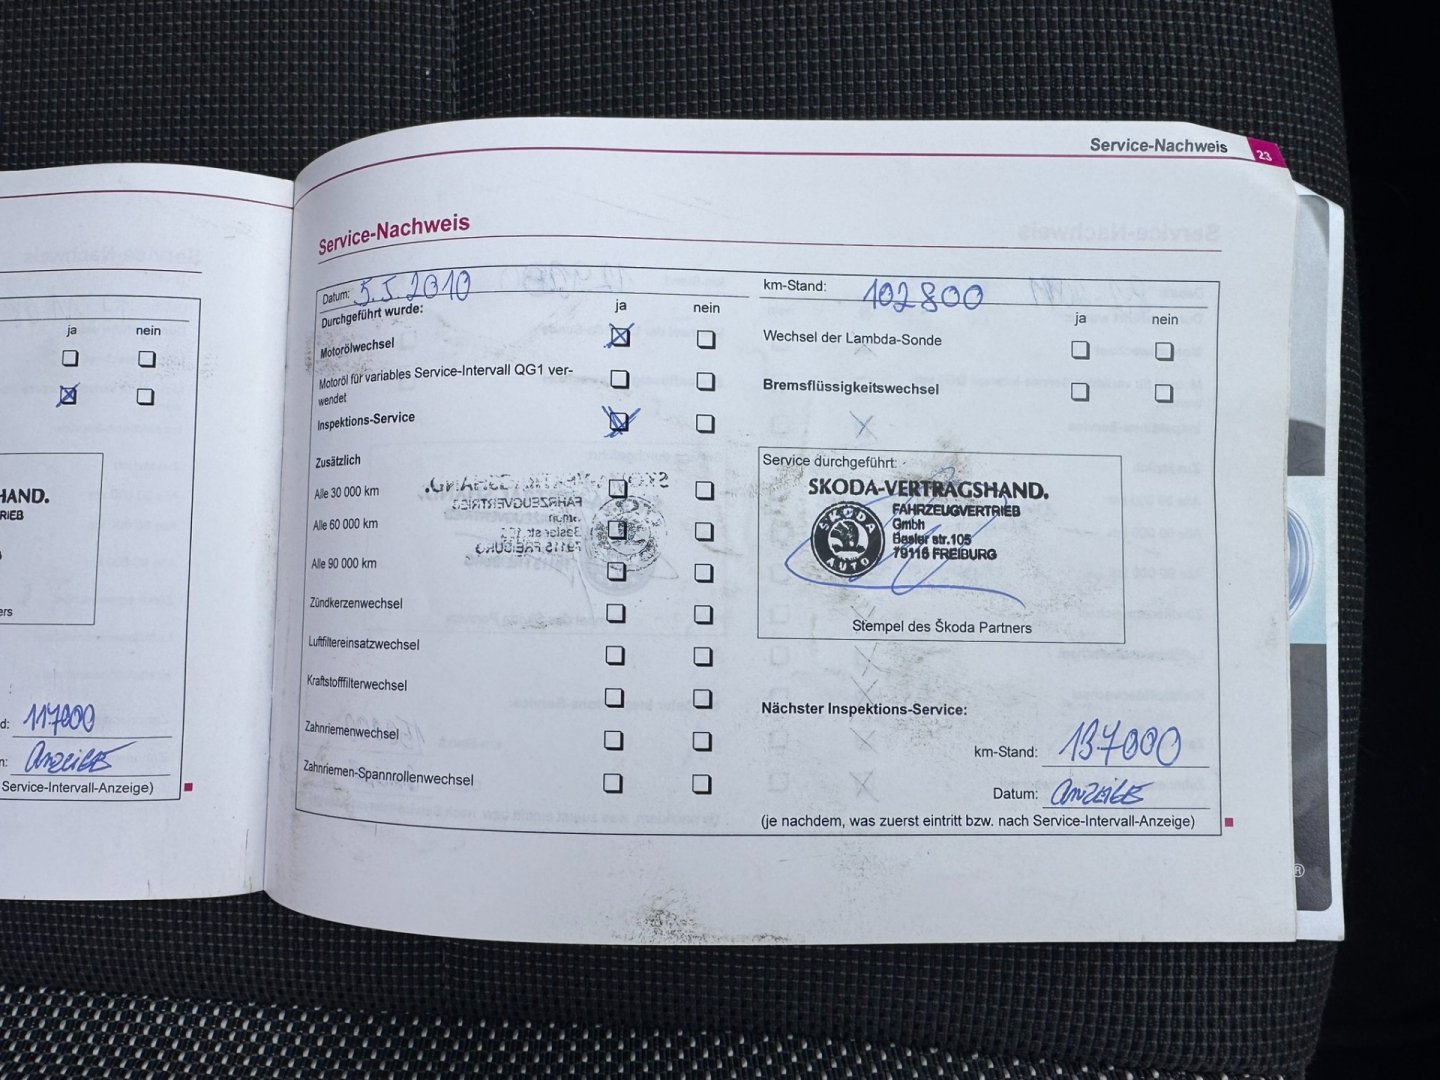 ja nein
HAND.
RIEB
ers
d: 117000
n: Anzeige
Service-Intervall-Anzeige)
Service-Nachweis 23
Service-Nachweis
Datum: 5.5.2010
Durchgeführt wurde: ja nein
Motorölwechsel
Motoröl für variables Service-Intervall QG1 ver-
wendet
Inspektions-Service
Zusätzlich
Alle 30 000 km
Alle 60 000 km
Alle 90 000 km
Zündkerzenwechsel
Luftfiltereinsatzwechsel
Kraftstofffilterwechsel
Zahnriemenwechsel
Zahnriemen-Spannrollenwechsel
km-Stand: 102800
ja nein
Wechsel der Lambda-Sonde
Bremsflüssigkeitswechsel
Service durchgeführt:
SKODA-VERTRAGSHAND.
FAHRZEUGVERTRIEB
Gmbh
Basler str.105
79115 FREIBURG
SKODA
AUTO
Stempel des Škoda Partners
Nächster Inspektions-Service:
km-Stand: 137000
Datum: Anzeige
(je nachdem, was zuerst eintritt bzw. nach Service-Intervall-Anzeige)